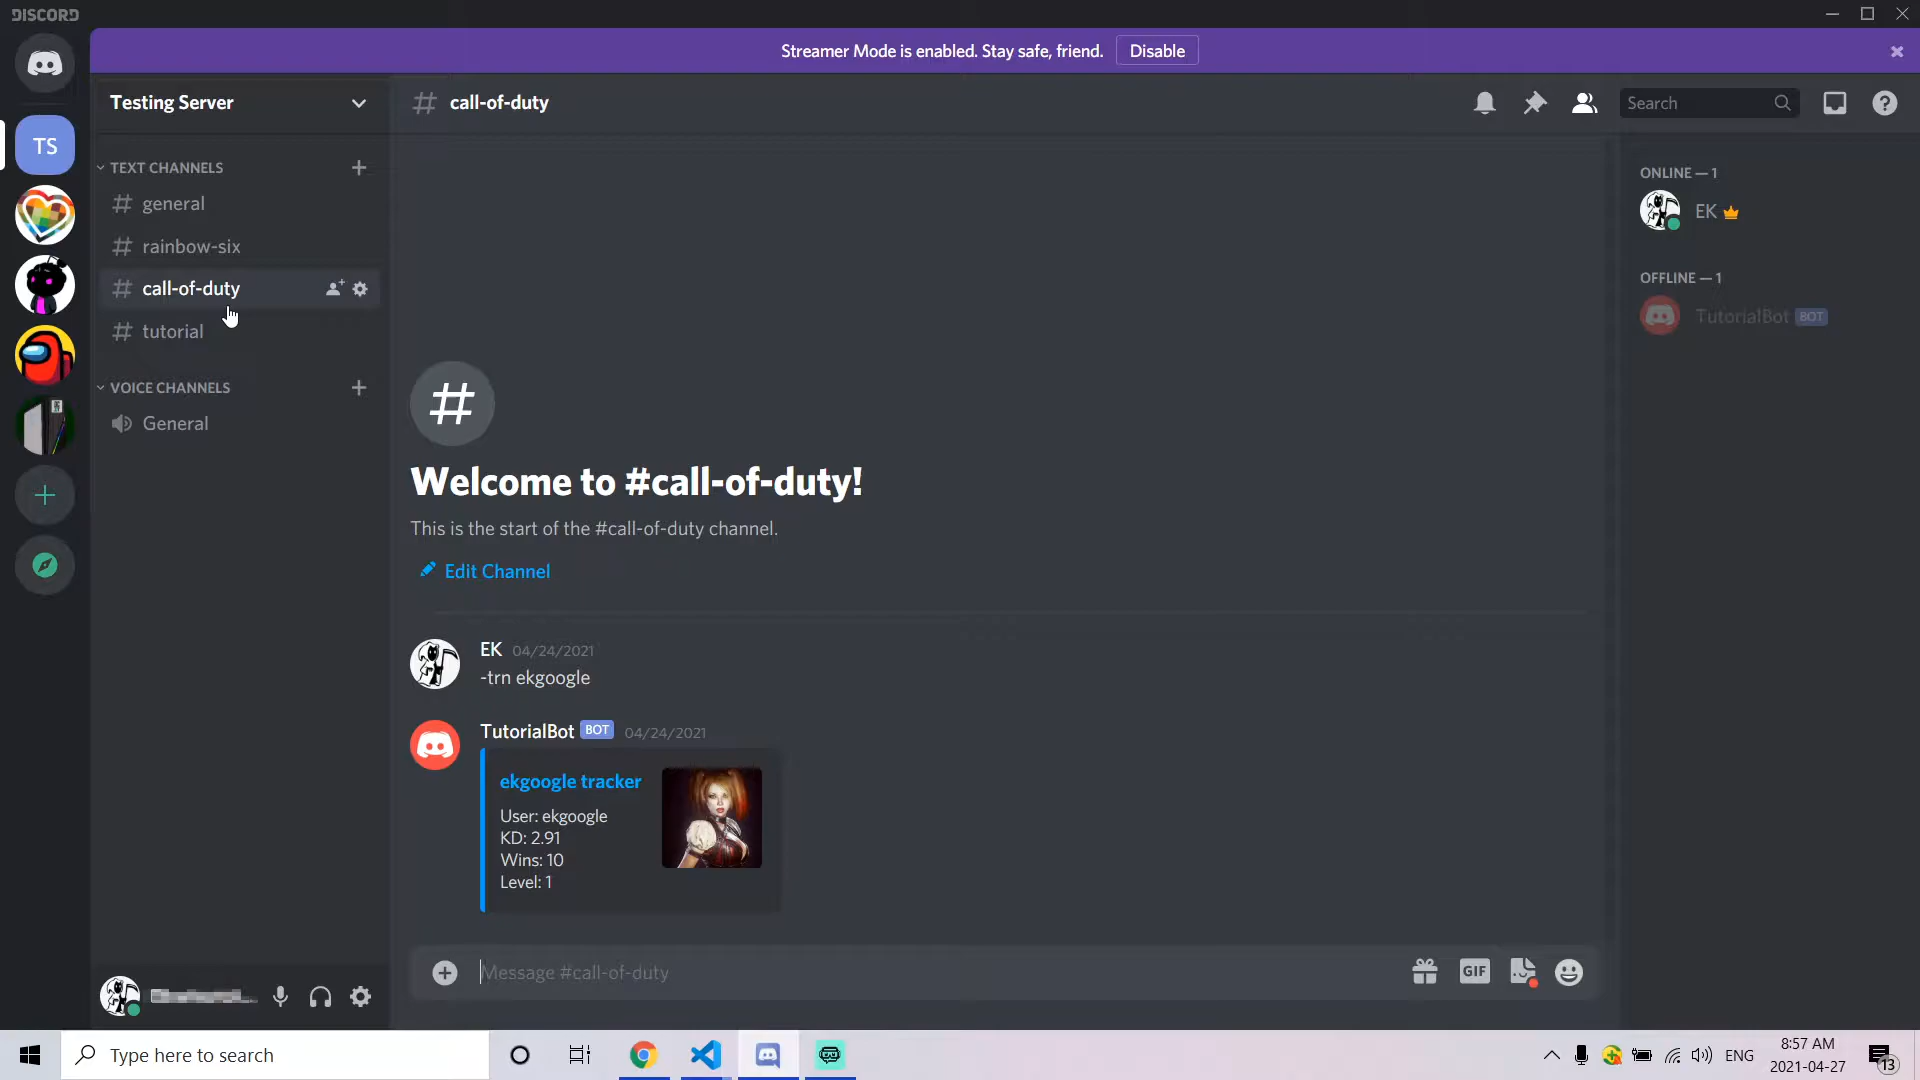 DISCORD
Streamer Mode is enabled. Stay safe, friend. Disable
Testing Server
# call-of-duty
Search
TS
TEXT CHANNELS
# general
# rainbow-six
# call-of-duty
# tutorial
VOICE CHANNELS
General
ONLINE — 1
EK
OFFLINE — 1
TutorialBot BOT
#
Welcome to #call-of-duty!
This is the start of the #call-of-duty channel.
Edit Channel
EK 04/24/2021
-trn ekgoogle
TutorialBot BOT 04/24/2021
ekgoogle tracker
User: ekgoogle
KD: 2.91
Wins: 10
Level: 1
Message #call-of-duty
GIF
Type here to search
ENG
8:57 AM
2021-04-27
13